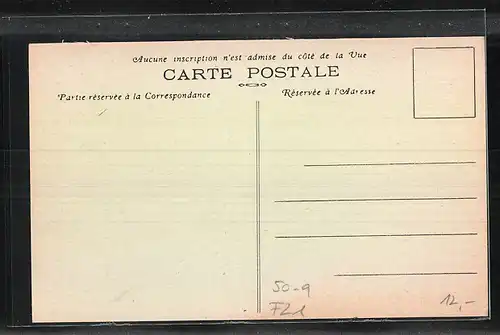 Aucune inscription n'est admise du côté de la Vue
CARTE POSTALE
Partie réservée à la Correspondance
Réservée à l'Adresse
50-9
F21
12,-